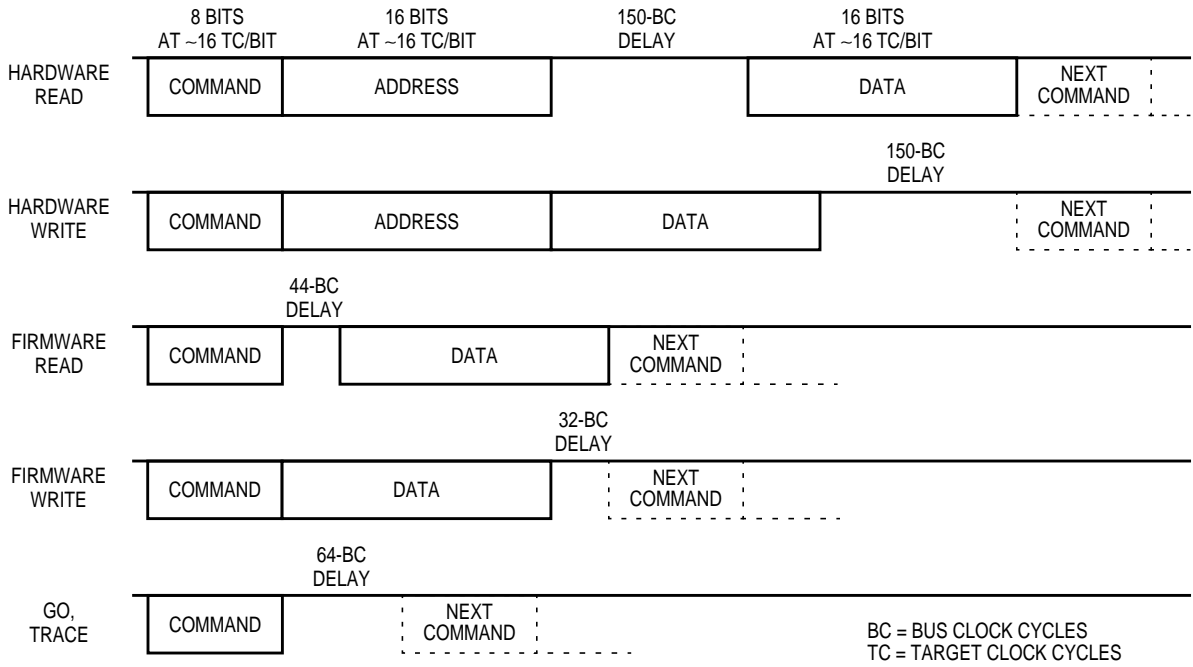 8 BITS
AT ~16 TC/BIT
16 BITS
AT ~16 TC/BIT
150-BC
DELAY
16 BITS
AT ~16 TC/BIT
HARDWARE
READ
COMMAND
ADDRESS
DATA
NEXT
COMMAND
150-BC
DELAY
HARDWARE
WRITE
COMMAND
ADDRESS
DATA
NEXT
COMMAND
44-BC
DELAY
FIRMWARE
READ
COMMAND
DATA
NEXT
COMMAND
32-BC
DELAY
FIRMWARE
WRITE
COMMAND
DATA
NEXT
COMMAND
64-BC
DELAY
GO,
TRACE
COMMAND
NEXT
COMMAND
BC = BUS CLOCK CYCLES
TC = TARGET CLOCK CYCLES